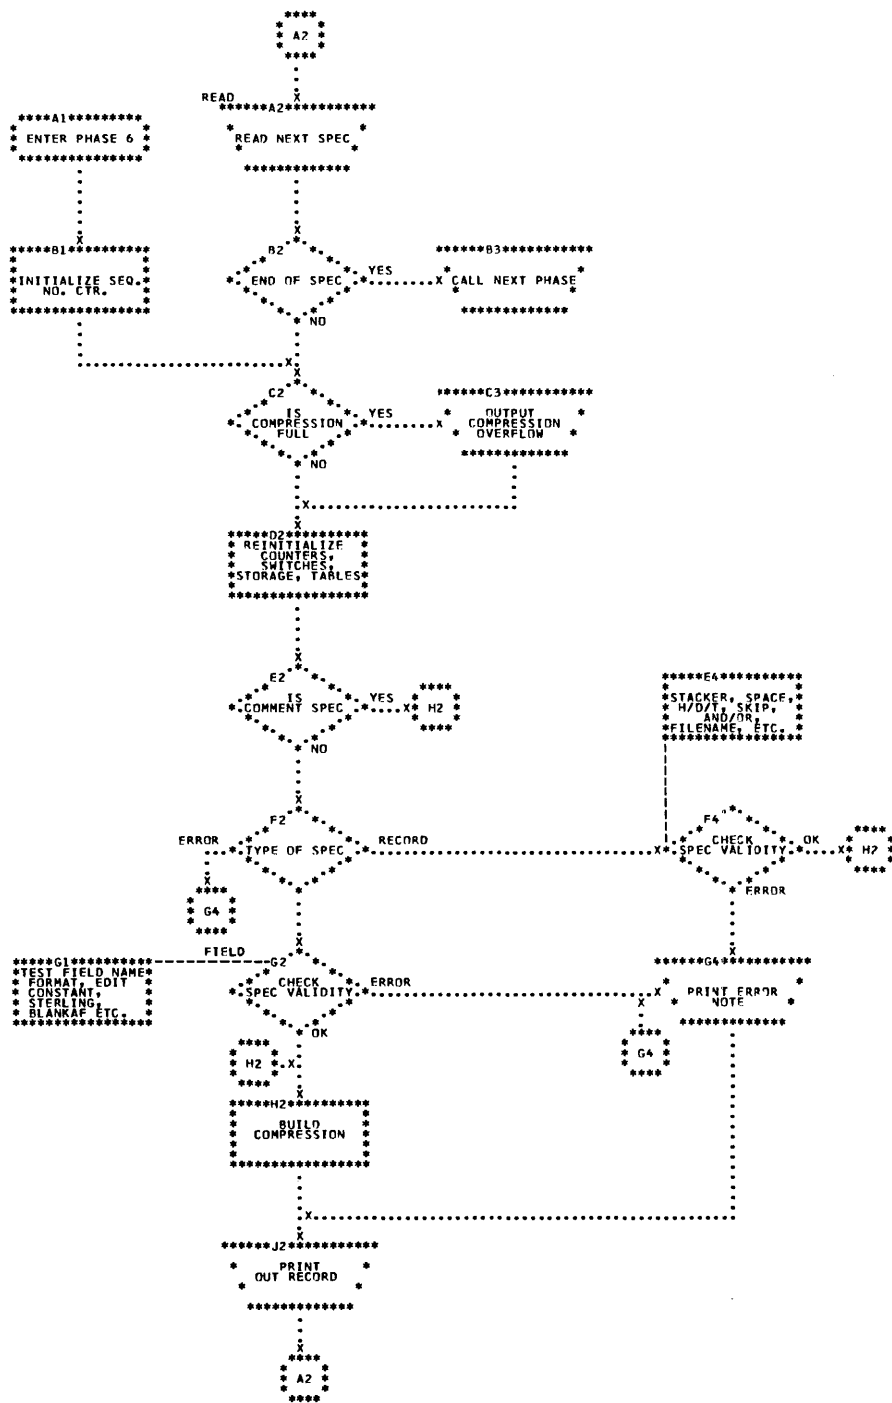 A2
READ
A2
READ NEXT SPEC
A1
ENTER PHASE 6
B1
INITIALIZE SEQ.
NO. CTR.
B2
END OF SPEC
YES
NO
B3
CALL NEXT PHASE
C2
IS
COMPRESSION
FULL
YES
NO
C3
OUTPUT
COMPRESSION
OVERFLOW
D2
REINITIALIZE
COUNTERS,
SWITCHES,
STORAGE, TABLES
E2
IS
COMMENT SPEC
YES
H2
NO
E4
STACKER, SPACE,
H/D/T, SKIP,
AND/OR,
FILENAME, ETC.
F2
TYPE OF SPEC
ERROR
G4
RECORD
F4
CHECK
SPEC VALIDITY
OK
H2
ERROR
FIELD
G1
TEST FIELD NAME
FORMAT, EDIT
CONSTANT,
STERLING,
BLANKAF ETC.
G2
CHECK
SPEC VALIDITY
ERROR
OK
G4
PRINT ERROR
NOTE
G4
H2
H2
BUILD
COMPRESSION
J2
PRINT
OUT RECORD
A2